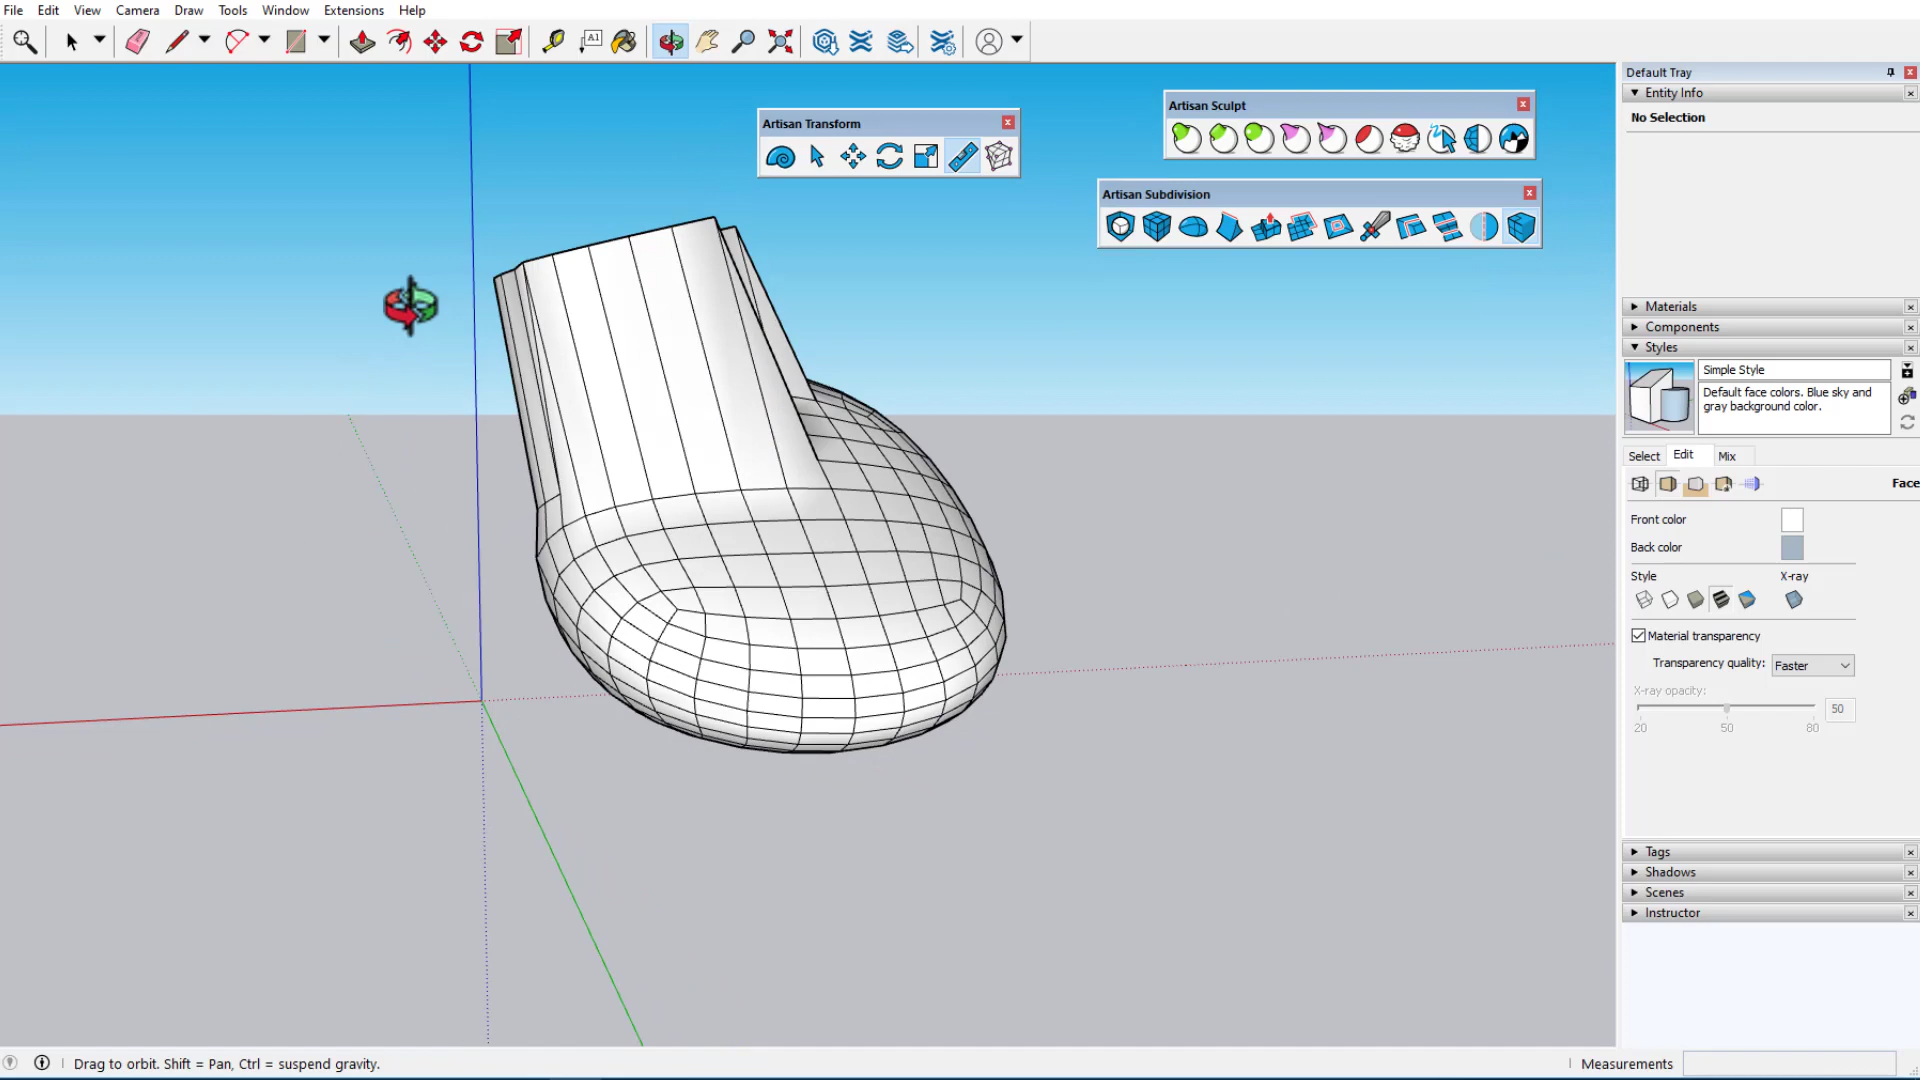 File Edit View Camera Draw Tools Window Extensions Help
A1
Default Tray
Entity Info
No Selection
Artisan Transform
Artisan Sculpt
Artisan Subdivision
Materials
Components
Styles
Simple Style
Default face colors. Blue sky and
gray background color.
Select Edit Mix
Face
Front color
Back color
Style X-ray
Material transparency
Transparency quality: Faster
X-ray opacity:
50
20 50 80
Tags
Shadows
Scenes
Instructor
Drag to orbit. Shift = Pan, Ctrl = suspend gravity.
Measurements